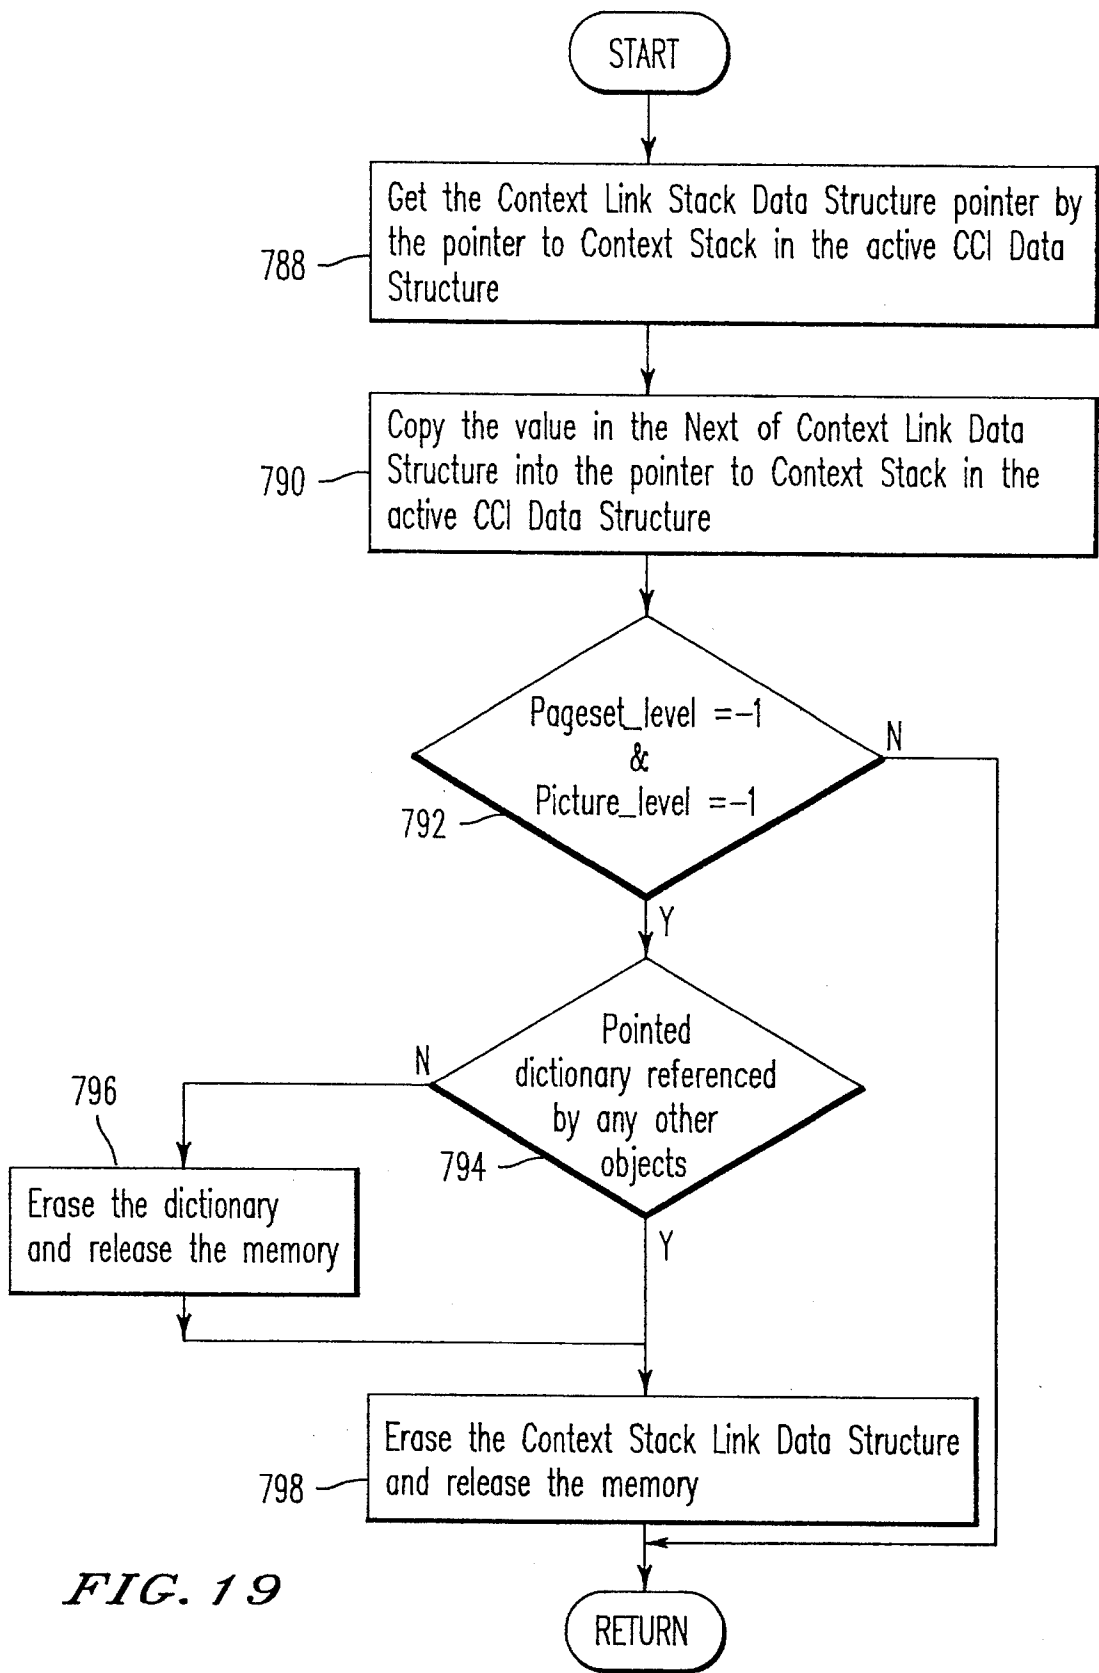 START
Get the Context Link Stack Data Structure pointer by
the pointer to Context Stack in the active CCI Data
Structure
788
Copy the value in the Next of Context Link Data
Structure into the pointer to Context Stack in the
active CCI Data Structure
790
Pageset_level =-1
&
Picture_level =-1
N
792
Y
Pointed
dictionary referenced
by any other
objects
N
794
796
Erase the dictionary
and release the memory
Y
Erase the Context Stack Link Data Structure
and release the memory
798
FIG. 19
RETURN